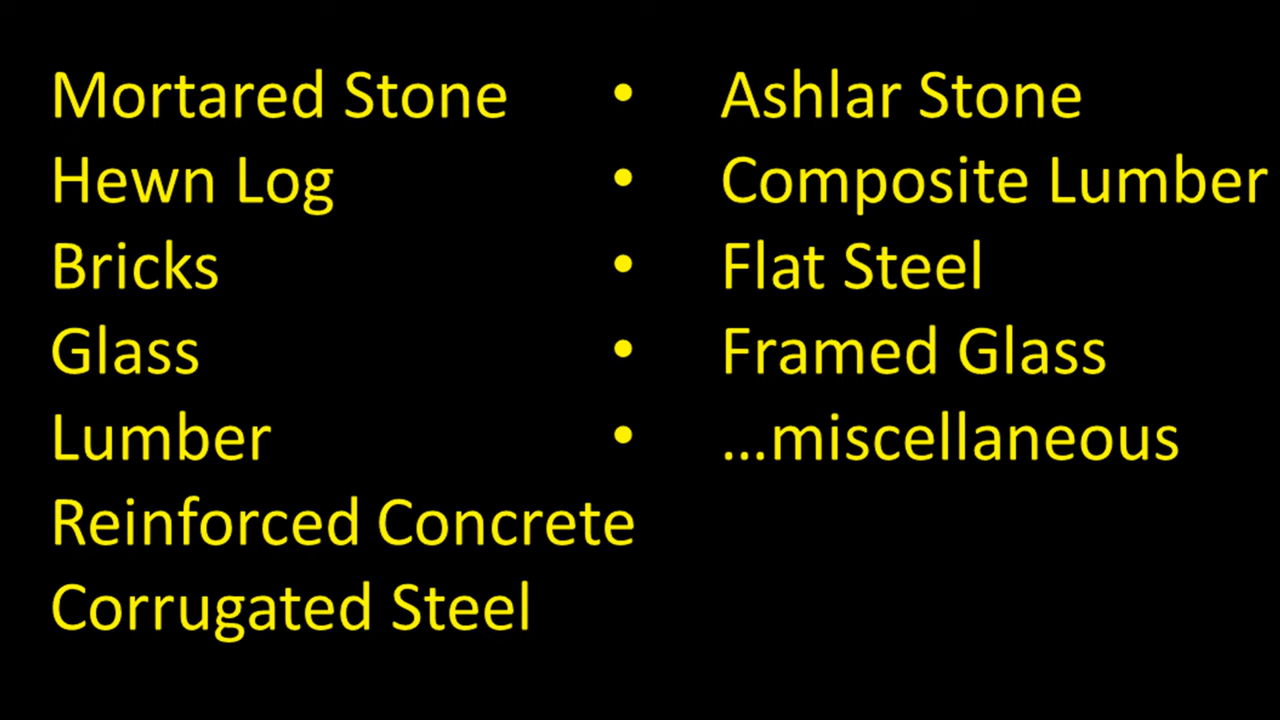 Mortared Stone
Hewn Log
Bricks
Glass
Lumber
Reinforced Concrete
Corrugated Steel
• Ashlar Stone
• Composite Lumber
• Flat Steel
• Framed Glass
• ...miscellaneous